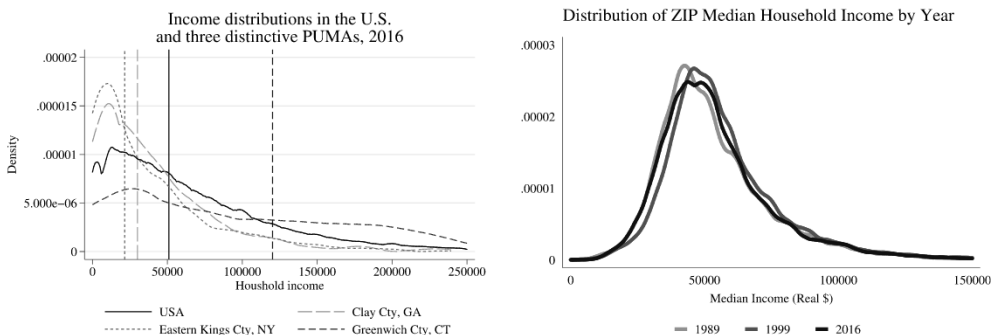 Income distributions in the U.S.
and three distinctive PUMAs, 2016
.00002
.000015
.00001
5.000e-06
0
Density
0 50000 100000 150000 200000 250000
Houshold income
USA Clay Cty, GA
Eastern Kings Cty, NY Greenwich Cty, CT
Distribution of ZIP Median Household Income by Year
.00003
.00002
.00001
0
0 50000 100000 150000
Median Income (Real $)
1989 1999 2016